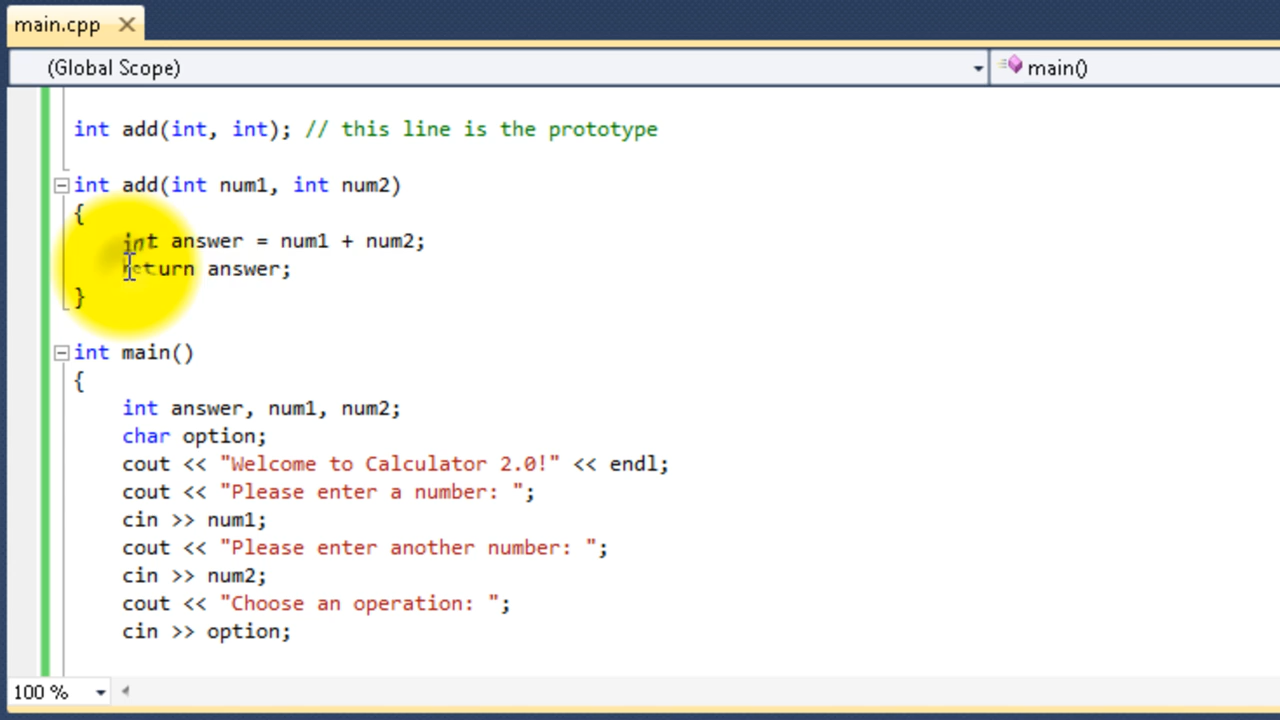 main.cpp
(Global Scope) main()
int add(int, int); // this line is the prototype
int add(int num1, int num2)
{
int answer = num1 + num2;
return answer;
}
int main()
{
int answer, num1, num2;
char option;
cout << "Welcome to Calculator 2.0!" << endl;
cout << "Please enter a number: ";
cin >> num1;
cout << "Please enter another number: ";
cin >> num2;
cout << "Choose an operation: ";
cin >> option;
100 %